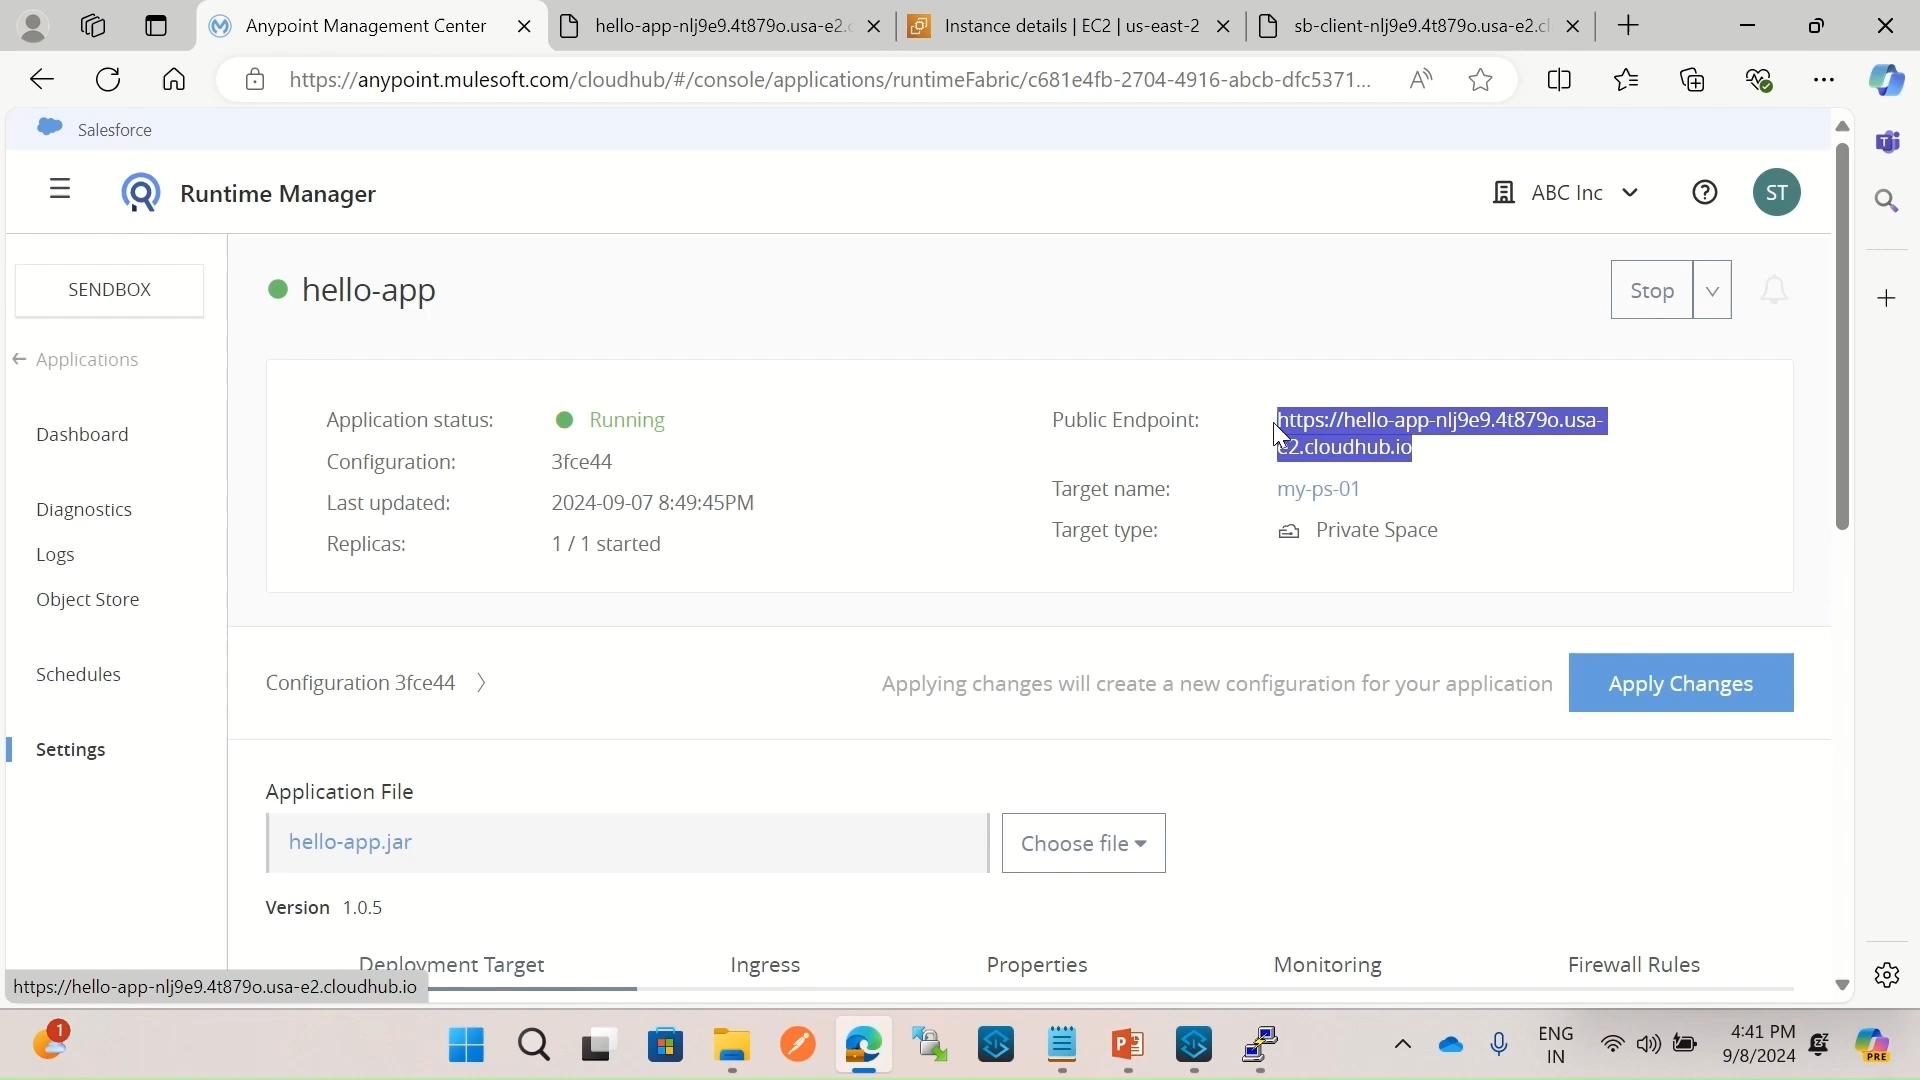 Anypoint Management Center
hello-app-nlj9e9.4t879o.usa-e2.c
Instance details | EC2 | us-east-2
sb-client-nlj9e9.4t879o.usa-e2.cl
https://anypoint.mulesoft.com/cloudhub/#/console/applications/runtimeFabric/c681e4fb-2704-4916-abcb-dfc5371...
Salesforce
Runtime Manager
ABC Inc
ST
SENDBOX
hello-app
Stop
Applications
Application status:
Running
Public Endpoint:
https://hello-app-nlj9e9.4t879o.usa-
e2.cloudhub.io
Dashboard
Configuration:
3fce44
Last updated:
2024-09-07 8:49:45PM
Target name:
my-ps-01
Diagnostics
Replicas:
1 / 1 started
Target type:
Private Space
Logs
Object Store
Schedules
Configuration 3fce44
Applying changes will create a new configuration for your application
Apply Changes
Settings
Application File
hello-app.jar
Choose file
Version 1.0.5
Deployment Target
Ingress
Properties
Monitoring
Firewall Rules
https://hello-app-nlj9e9.4t879o.usa-e2.cloudhub.io
1
ENG
IN
4:41 PM
9/8/2024
PRE